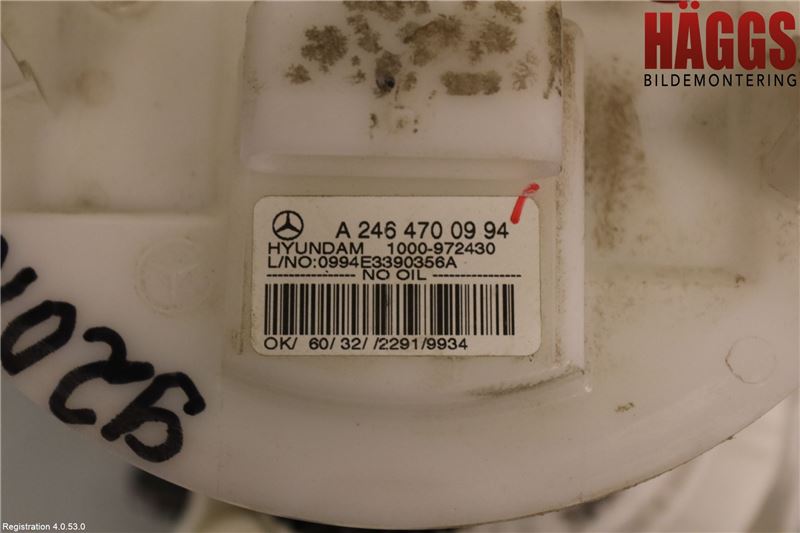 HÄGGS
BILDEMONTERING
A 246 470 09 94
HYUNDAM 1000-972430
L/NO:0994E3390356A
NO OIL
OK/ 60/ 32/ /2291/9934
Registration 4.0.53.0